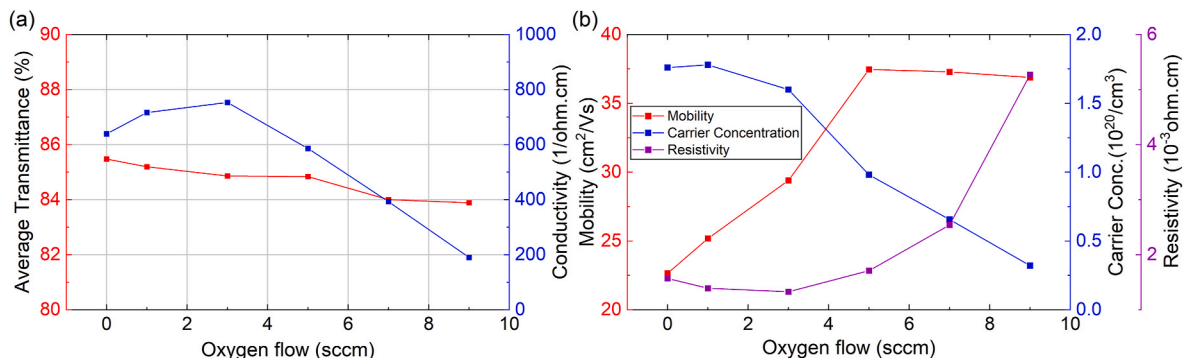 (a)
Average Transmittance (%)
90
88
86
84
82
80
1000
800
600
400
200
0
Conductivity (1/ohm.cm)
0 2 4 6 8 10
Oxygen flow (sccm)
(b)
Mobility (cm²/Vs)
40
35
30
25
20
Mobility
Carrier Concentration
Resistivity
2.0
1.5
1.0
0.5
0.0
Carrier Conc.(10²⁰/cm³)
6
4
2
Resistivity (10⁻³ohm.cm)
0 2 4 6 8 10
Oxygen flow (sccm)